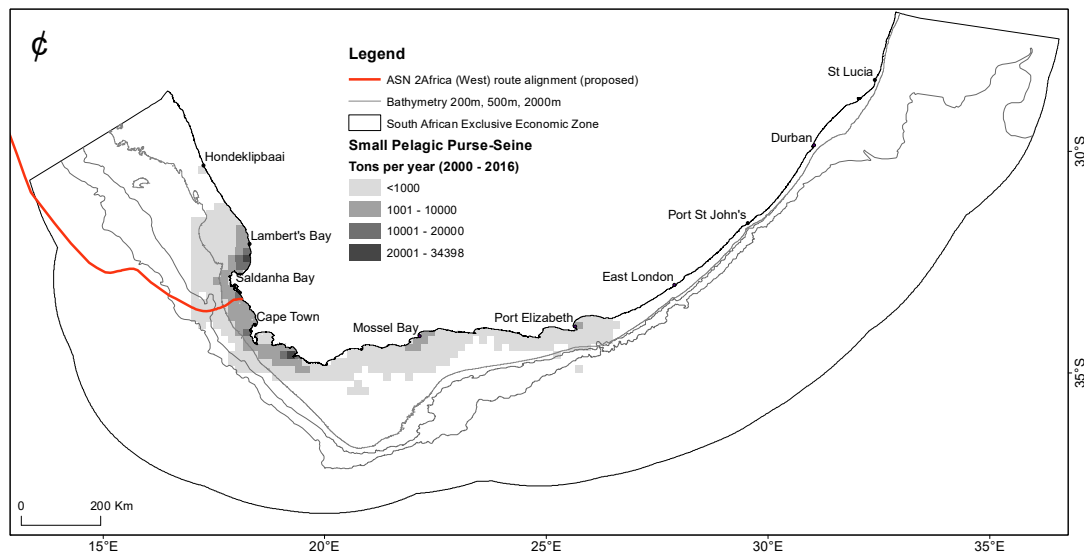 ¢
Legend
ASN 2Africa (West) route alignment (proposed)
Bathymetry 200m, 500m, 2000m
South African Exclusive Economic Zone
Small Pelagic Purse-Seine
Tons per year (2000 - 2016)
<1000
1001 - 10000
10001 - 20000
20001 - 34398
St Lucia
Durban
Hondeklipbaai
Port St John's
Lambert's Bay
East London
Saldanha Bay
Cape Town
Mossel Bay
Port Elizabeth
30°S
35°S
0 200 Km
15°E 20°E 25°E 30°E 35°E